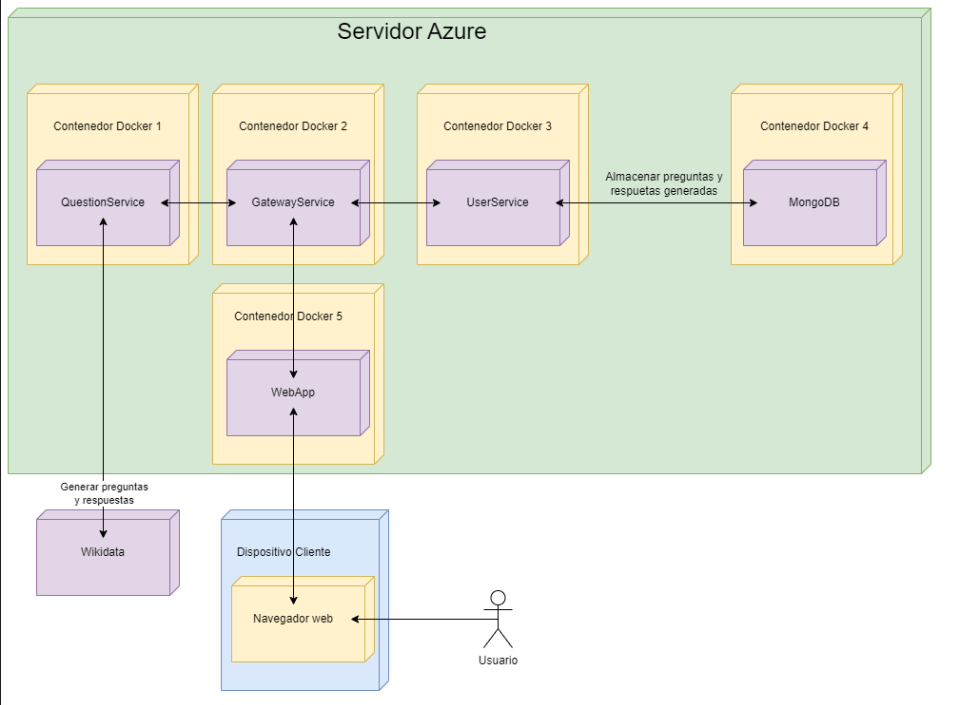 Servidor Azure
Contenedor Docker 1
Contenedor Docker 2
Contenedor Docker 3
Contenedor Docker 4
QuestionService
GatewayService
UserService
Almacenar preguntas y
respuetas generadas
MongoDB
Contenedor Docker 5
WebApp
Generar preguntas
y respuestas
Wikidata
Dispositivo Cliente
Navegador web
Usuario